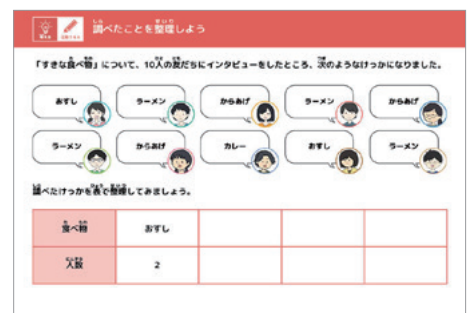 調べたことを整理しよう
「すきな食べ物」について、10人の友だちにインタビューをしたところ、次のようなけっかになりました。
おすし ラーメン からあげ ラーメン からあげ
ラーメン からあげ カレー おすし ラーメン
調べたけっかを表で整理してみましょう。
食べ物 おすし
人数 2